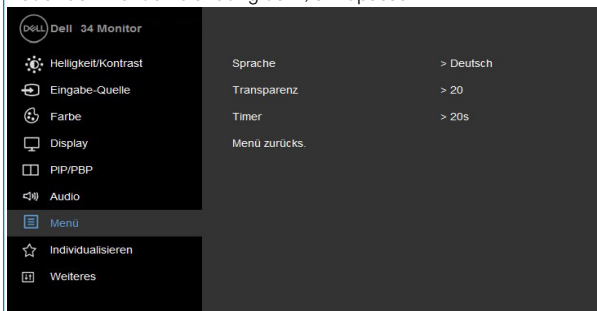 DELL Dell 34 Monitor
Helligkeit/Kontrast
Sprache > Deutsch
Eingabe-Quelle
Transparenz > 20
Farbe
Timer > 20s
Display
Menü zurücks.
PIP/PBP
Audio
Menü
Individualisieren
Weiteres